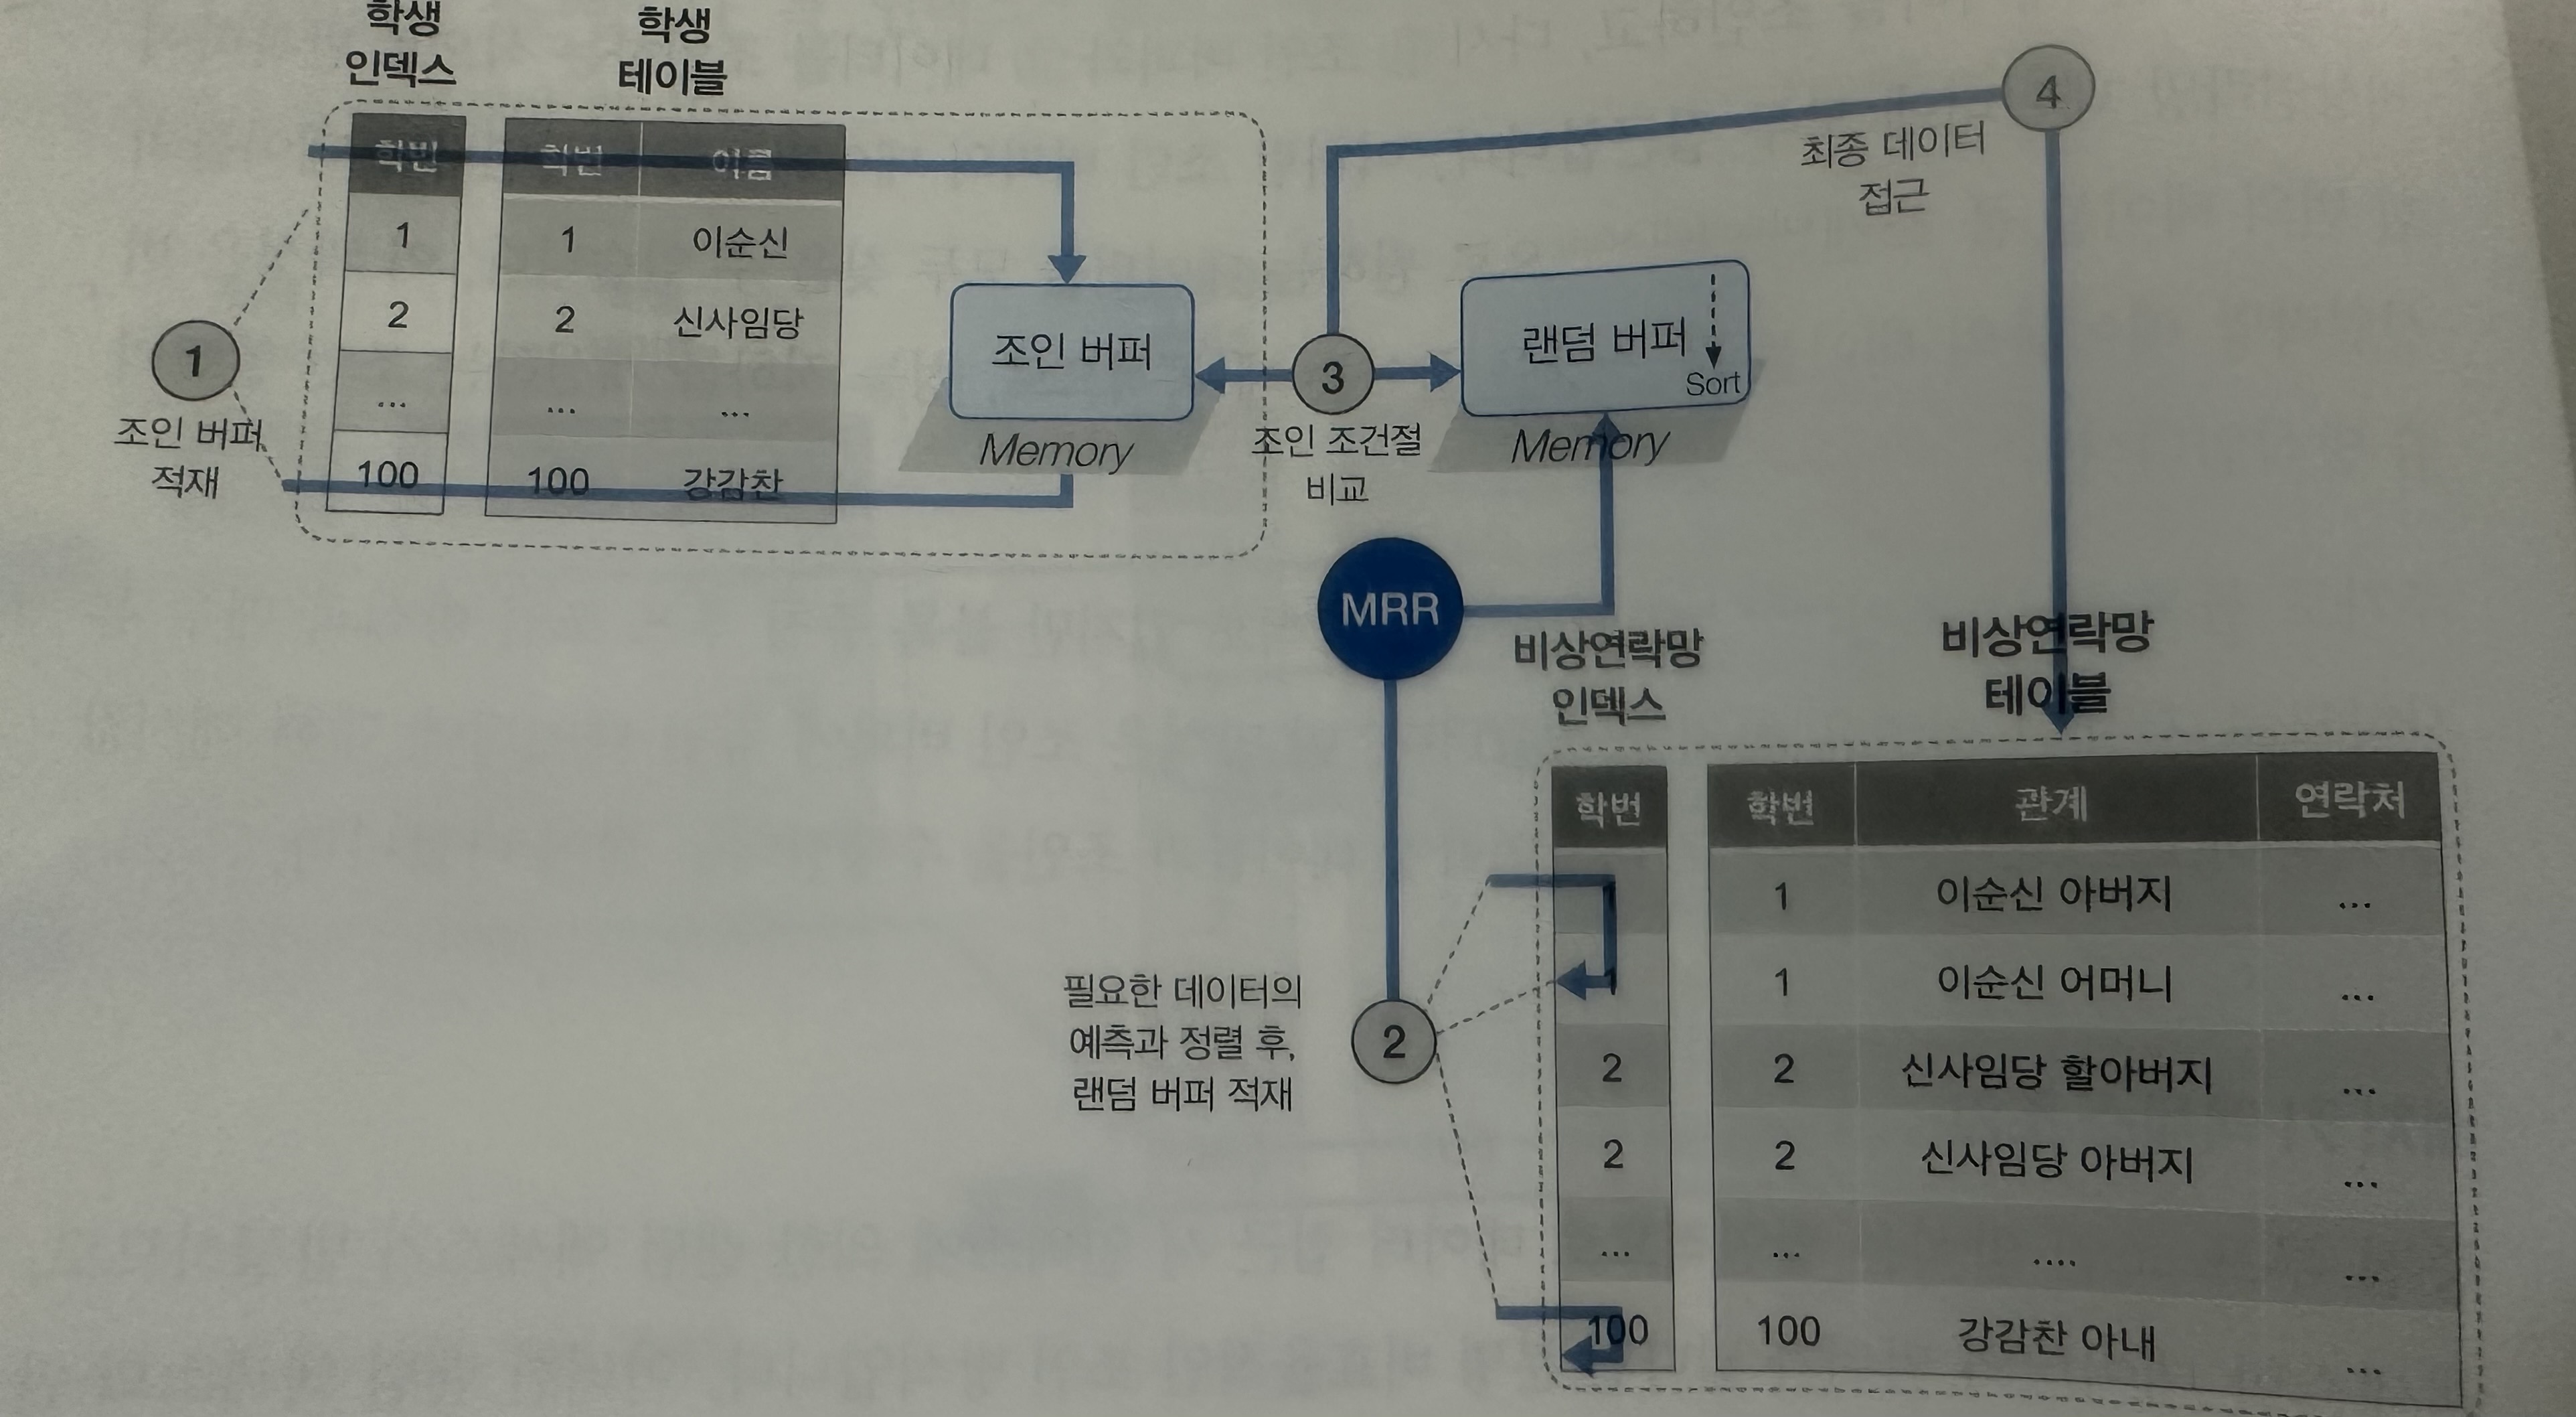 학생
인덱스
학생
테이블
학번
1
2
...
100
학번 이름
1 이순신
2 신사임당
... ...
100 강감찬
1
조인 버퍼
적재
조인 버퍼
Memory
3
조인 조건절
비교
랜덤 버퍼
Sort
Memory
4
최종 데이터
접근
MRR
2
필요한 데이터의
예측과 정렬 후,
랜덤 버퍼 적재
비상연락망
인덱스
비상연락망
테이블
학번
1
1
2
2
...
100
학번 관계 연락처
1 이순신 아버지 ...
1 이순신 어머니 ...
2 신사임당 할아버지 ...
2 신사임당 아버지 ...
... .... ...
100 강감찬 아내 ...